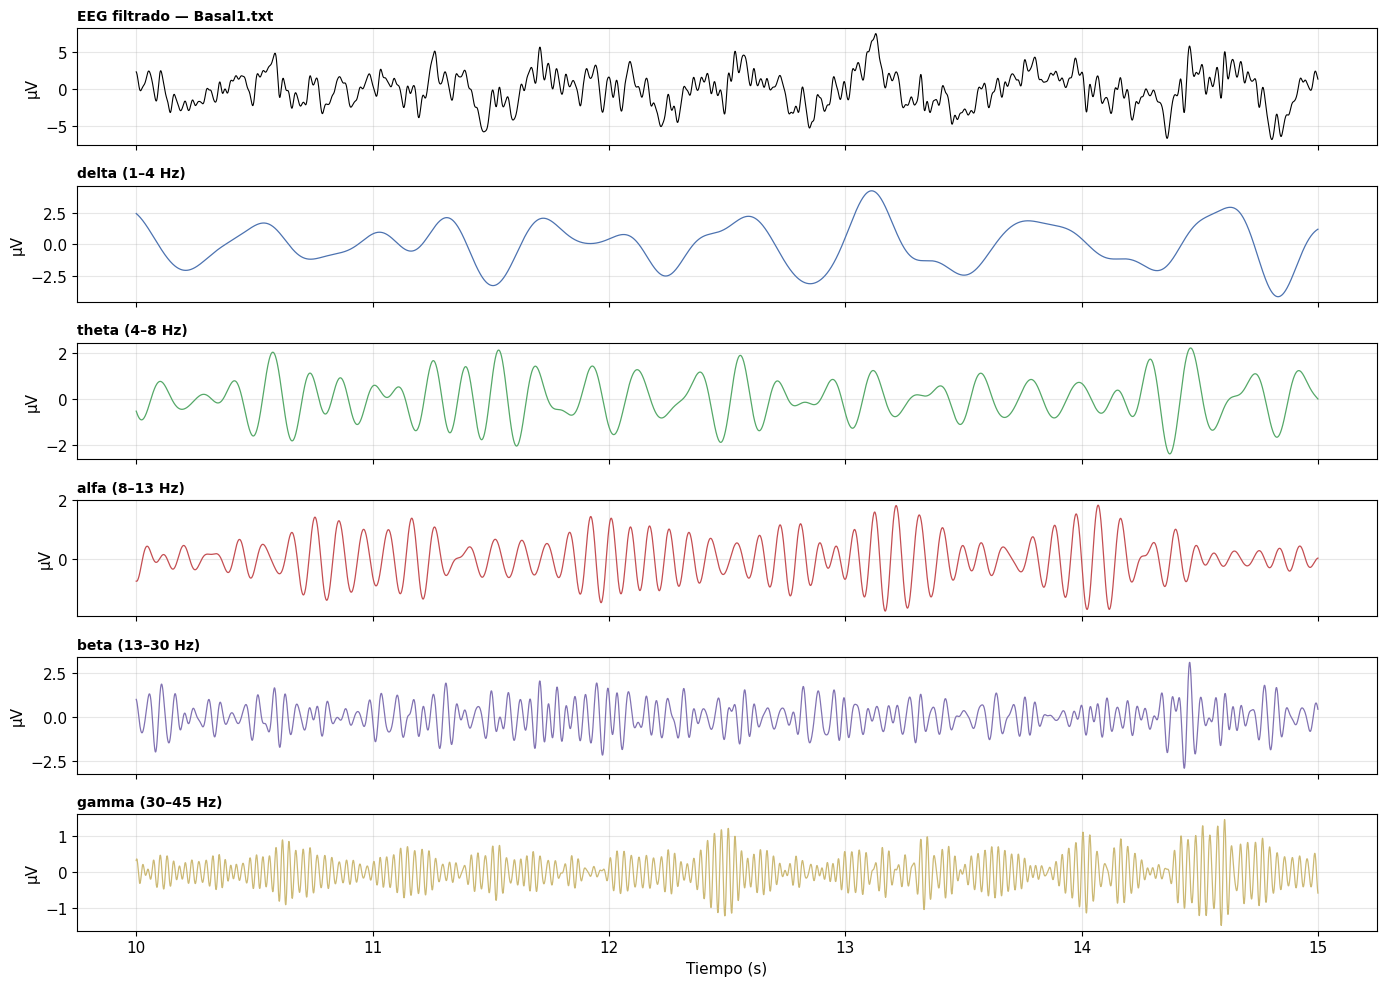 EEG filtrado — Basal1.txt
5
0
−5
µV
delta (1–4 Hz)
2.5
0.0
−2.5
µV
theta (4–8 Hz)
2
0
−2
µV
alfa (8–13 Hz)
2
0
µV
beta (13–30 Hz)
2.5
0.0
−2.5
µV
gamma (30–45 Hz)
1
0
−1
µV
10 11 12 13 14 15
Tiempo (s)